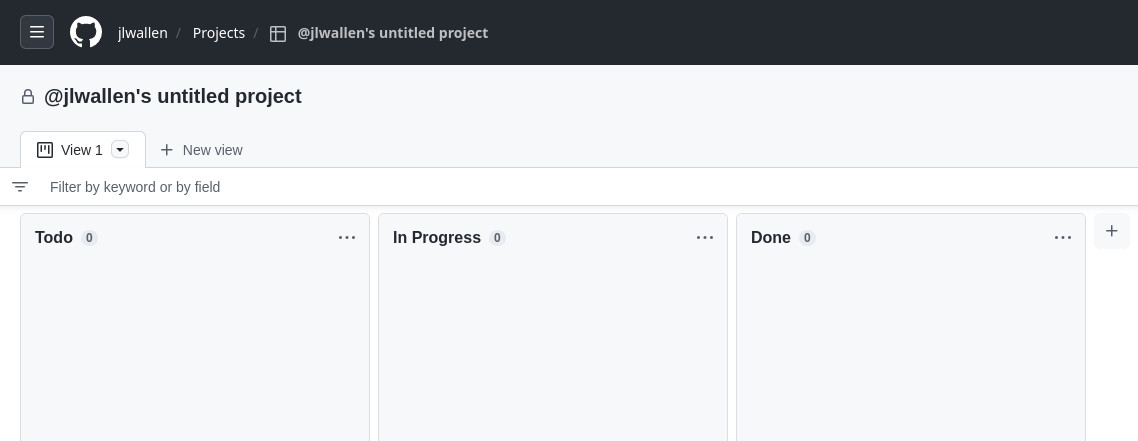 jlwallen / Projects / @jlwallen's untitled project
@jlwallen's untitled project
View 1 New view
Filter by keyword or by field
Todo 0 In Progress 0 Done 0